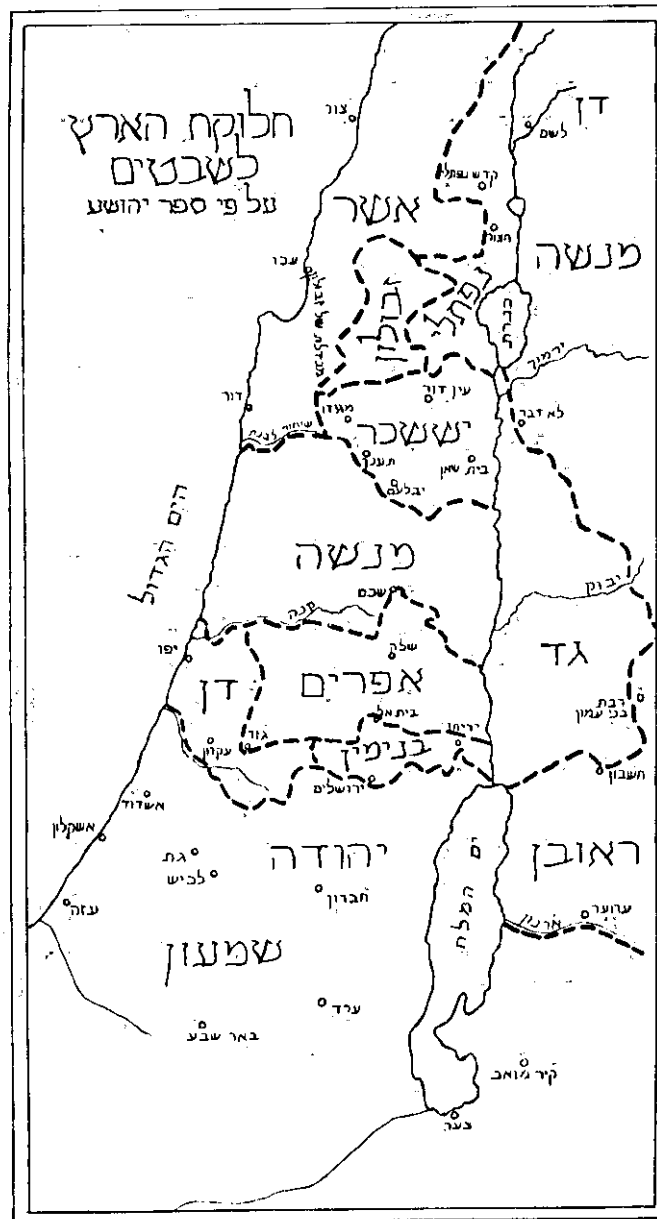 חלוקת הארץ
לשבטים
על פי ספר יהושע
צור
דן
לשם
קדש נפתלי
אשר
חצור
מנשה
עכו
זבולון
נפתלי
כנרת
ירמוך
דור
עין דור
מגדו
לא דבר
שיחור לבנת
יששכר
תענך
בית שאן
יבלעם
הים הגדול
מנשה
שכם
יבוק
קנה
יפו
שלה
גד
דן
אפרים
רבת
בני עמון
בית אל
יריחו
גזר
עקרון
בנימין
ירושלים
חשבון
אשדוד
אשקלון
יהודה
ראובן
גת
לכיש
חברון
ים המלח
עזה
ערוער
ארנון
שמעון
ערד
באר שבע
קיר מואב
צער